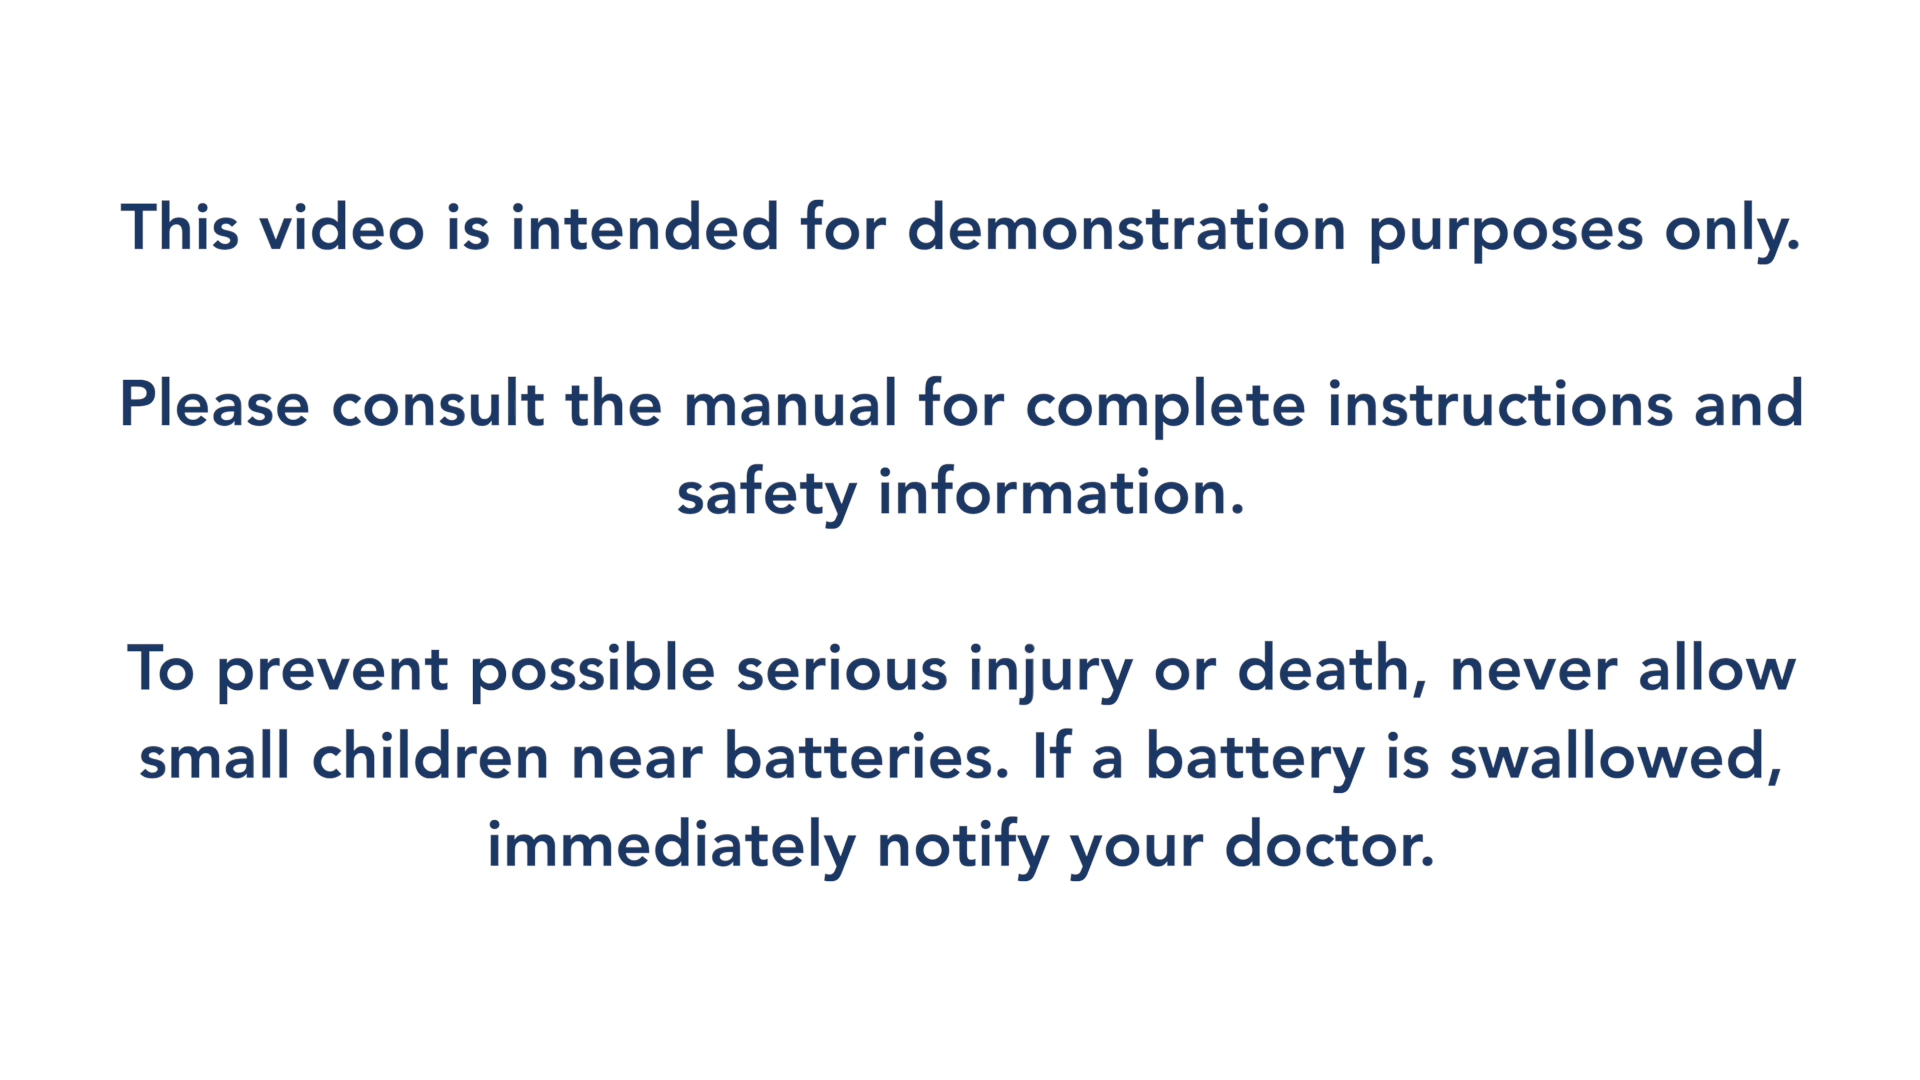 This video is intended for demonstration purposes only.
Please consult the manual for complete instructions and
safety information.
To prevent possible serious injury or death, never allow
small children near batteries. If a battery is swallowed,
immediately notify your doctor.